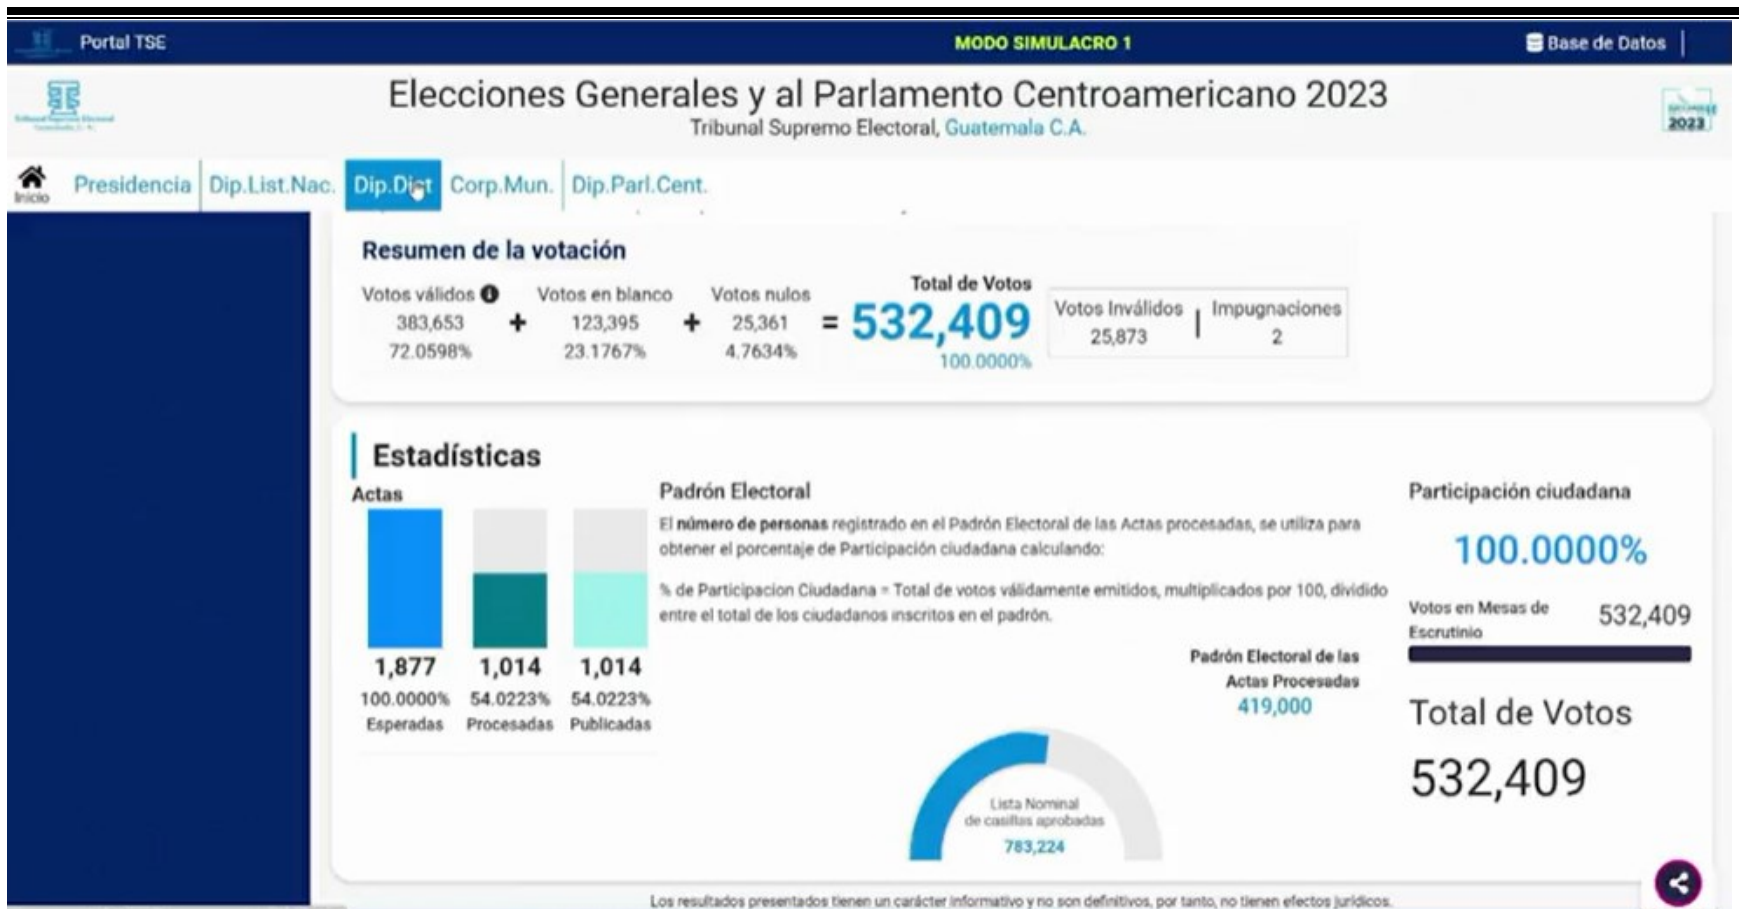 Portal TSE
MODO SIMULACRO 1
Base de Datos
Elecciones Generales y al Parlamento Centroamericano 2023
Tribunal Supremo Electoral, Guatemala C.A.
2023
Inicio
Presidencia
Dip.List.Nac.
Dip.Dist
Corp.Mun.
Dip.Parl.Cent.
Resumen de la votación
Votos válidos
383,653
72.0598%
+
Votos en blanco
123,395
23.1767%
+
Votos nulos
25,361
4.7634%
=
Total de Votos
532,409
100.0000%
Votos Inválidos
25,873
Impugnaciones
2
Estadísticas
Actas
1,877
100.0000%
Esperadas
1,014
54.0223%
Procesadas
1,014
54.0223%
Publicadas
Padrón Electoral
El número de personas registrado en el Padrón Electoral de las Actas procesadas, se utiliza para
obtener el porcentaje de Participación ciudadana calculando:
% de Participacion Ciudadana = Total de votos válidamente emitidos, multiplicados por 100, dividido
entre el total de los ciudadanos inscritos en el padrón.
Padrón Electoral de las
Actas Procesadas
419,000
Lista Nominal
de casillas aprobadas
783,224
Participación ciudadana
100.0000%
Votos en Mesas de
Escrutinio
532,409
Total de Votos
532,409
Los resultados presentados tienen un carácter informativo y no son definitivos, por tanto, no tienen efectos jurídicos.